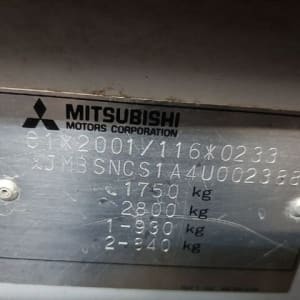 MITSUBISHI
MOTORS CORPORATION
e1*2001/116*0233
*JMBSNCS1A4U002388
1750 kg
2800 kg
1-930 kg
2-840 kg